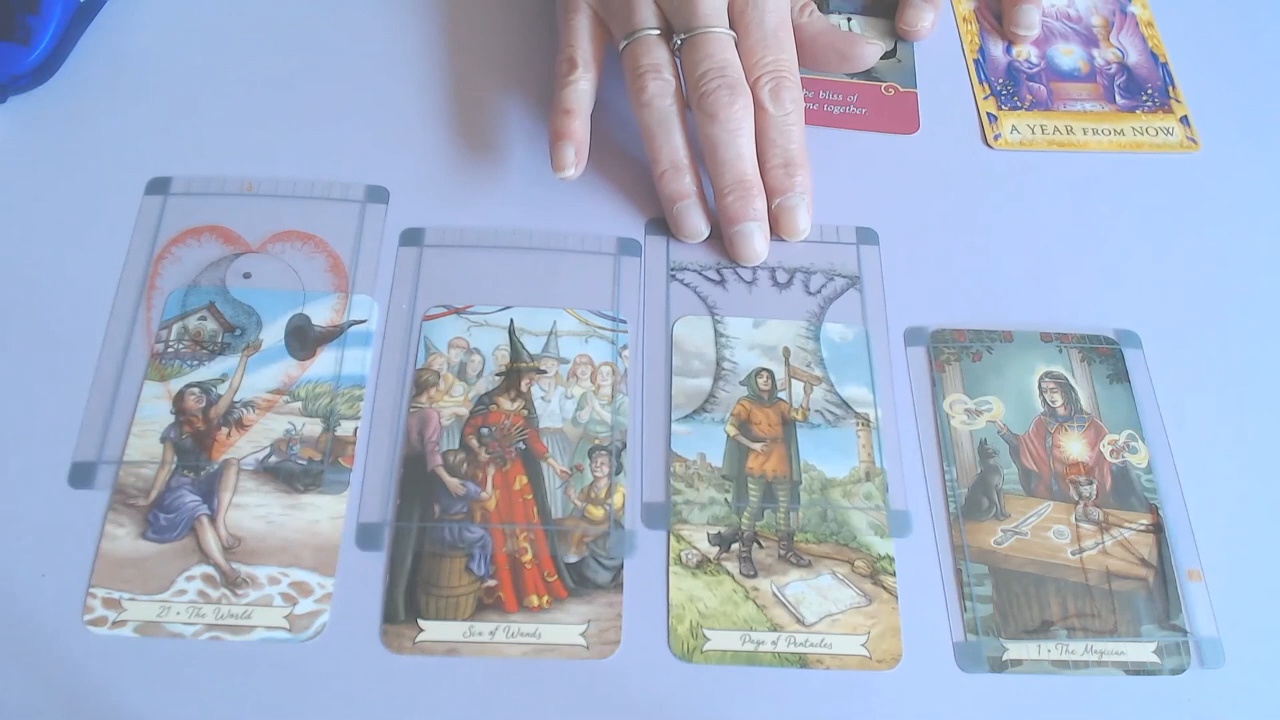 he bliss of
me together.
A YEAR FROM NOW
21 • The World
Six of Wands
Page of Pentacles
1 • The Magician